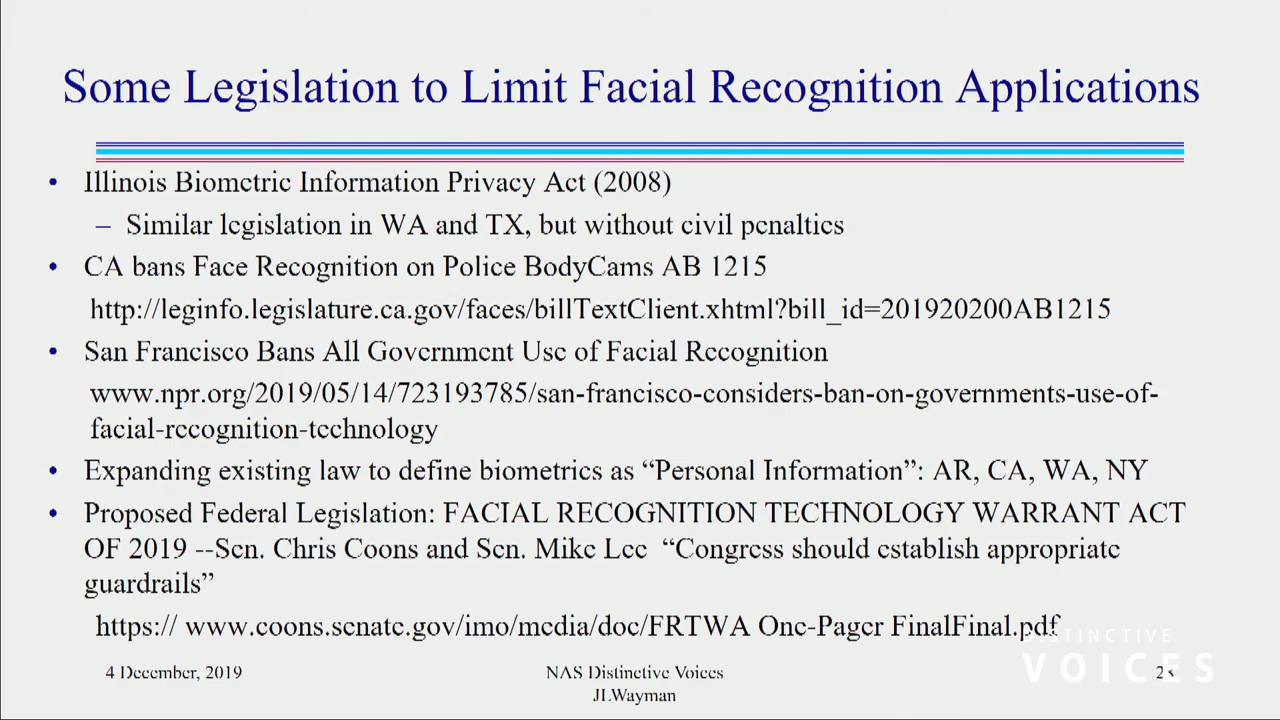 Some Legislation to Limit Facial Recognition Applications
• Illinois Biometric Information Privacy Act (2008)
– Similar legislation in WA and TX, but without civil penalties
• CA bans Face Recognition on Police BodyCams AB 1215
http://leginfo.legislature.ca.gov/faces/billTextClient.xhtml?bill_id=201920200AB1215
• San Francisco Bans All Government Use of Facial Recognition
www.npr.org/2019/05/14/723193785/san-francisco-considers-ban-on-governments-use-of-
facial-recognition-technology
• Expanding existing law to define biometrics as “Personal Information”: AR, CA, WA, NY
• Proposed Federal Legislation: FACIAL RECOGNITION TECHNOLOGY WARRANT ACT
OF 2019 --Sen. Chris Coons and Sen. Mike Lee “Congress should establish appropriate
guardrails”
https:// www.coons.senate.gov/imo/media/doc/FRTWA One-Pager FinalFinal.pdf
DISTINCTIVE
VOICES
4 December, 2019
NAS Distinctive Voices
JLWayman